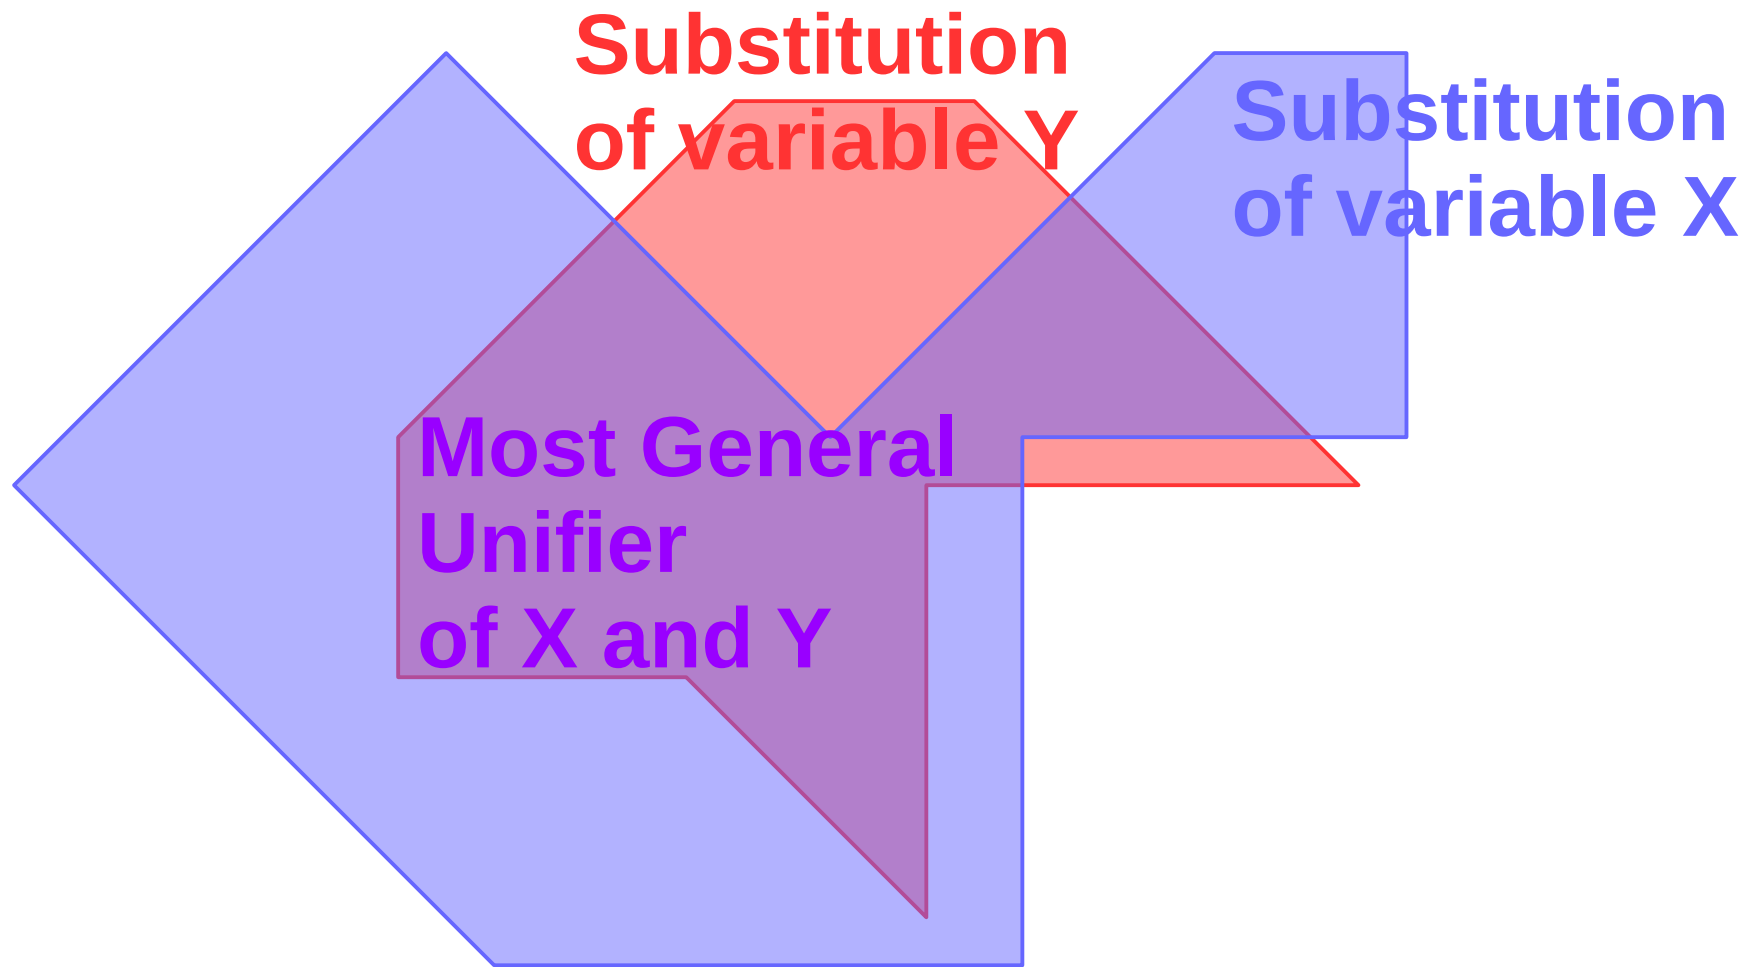 Substitution
of variable Y
Substitution
of variable X
Most General
Unifier
of X and Y